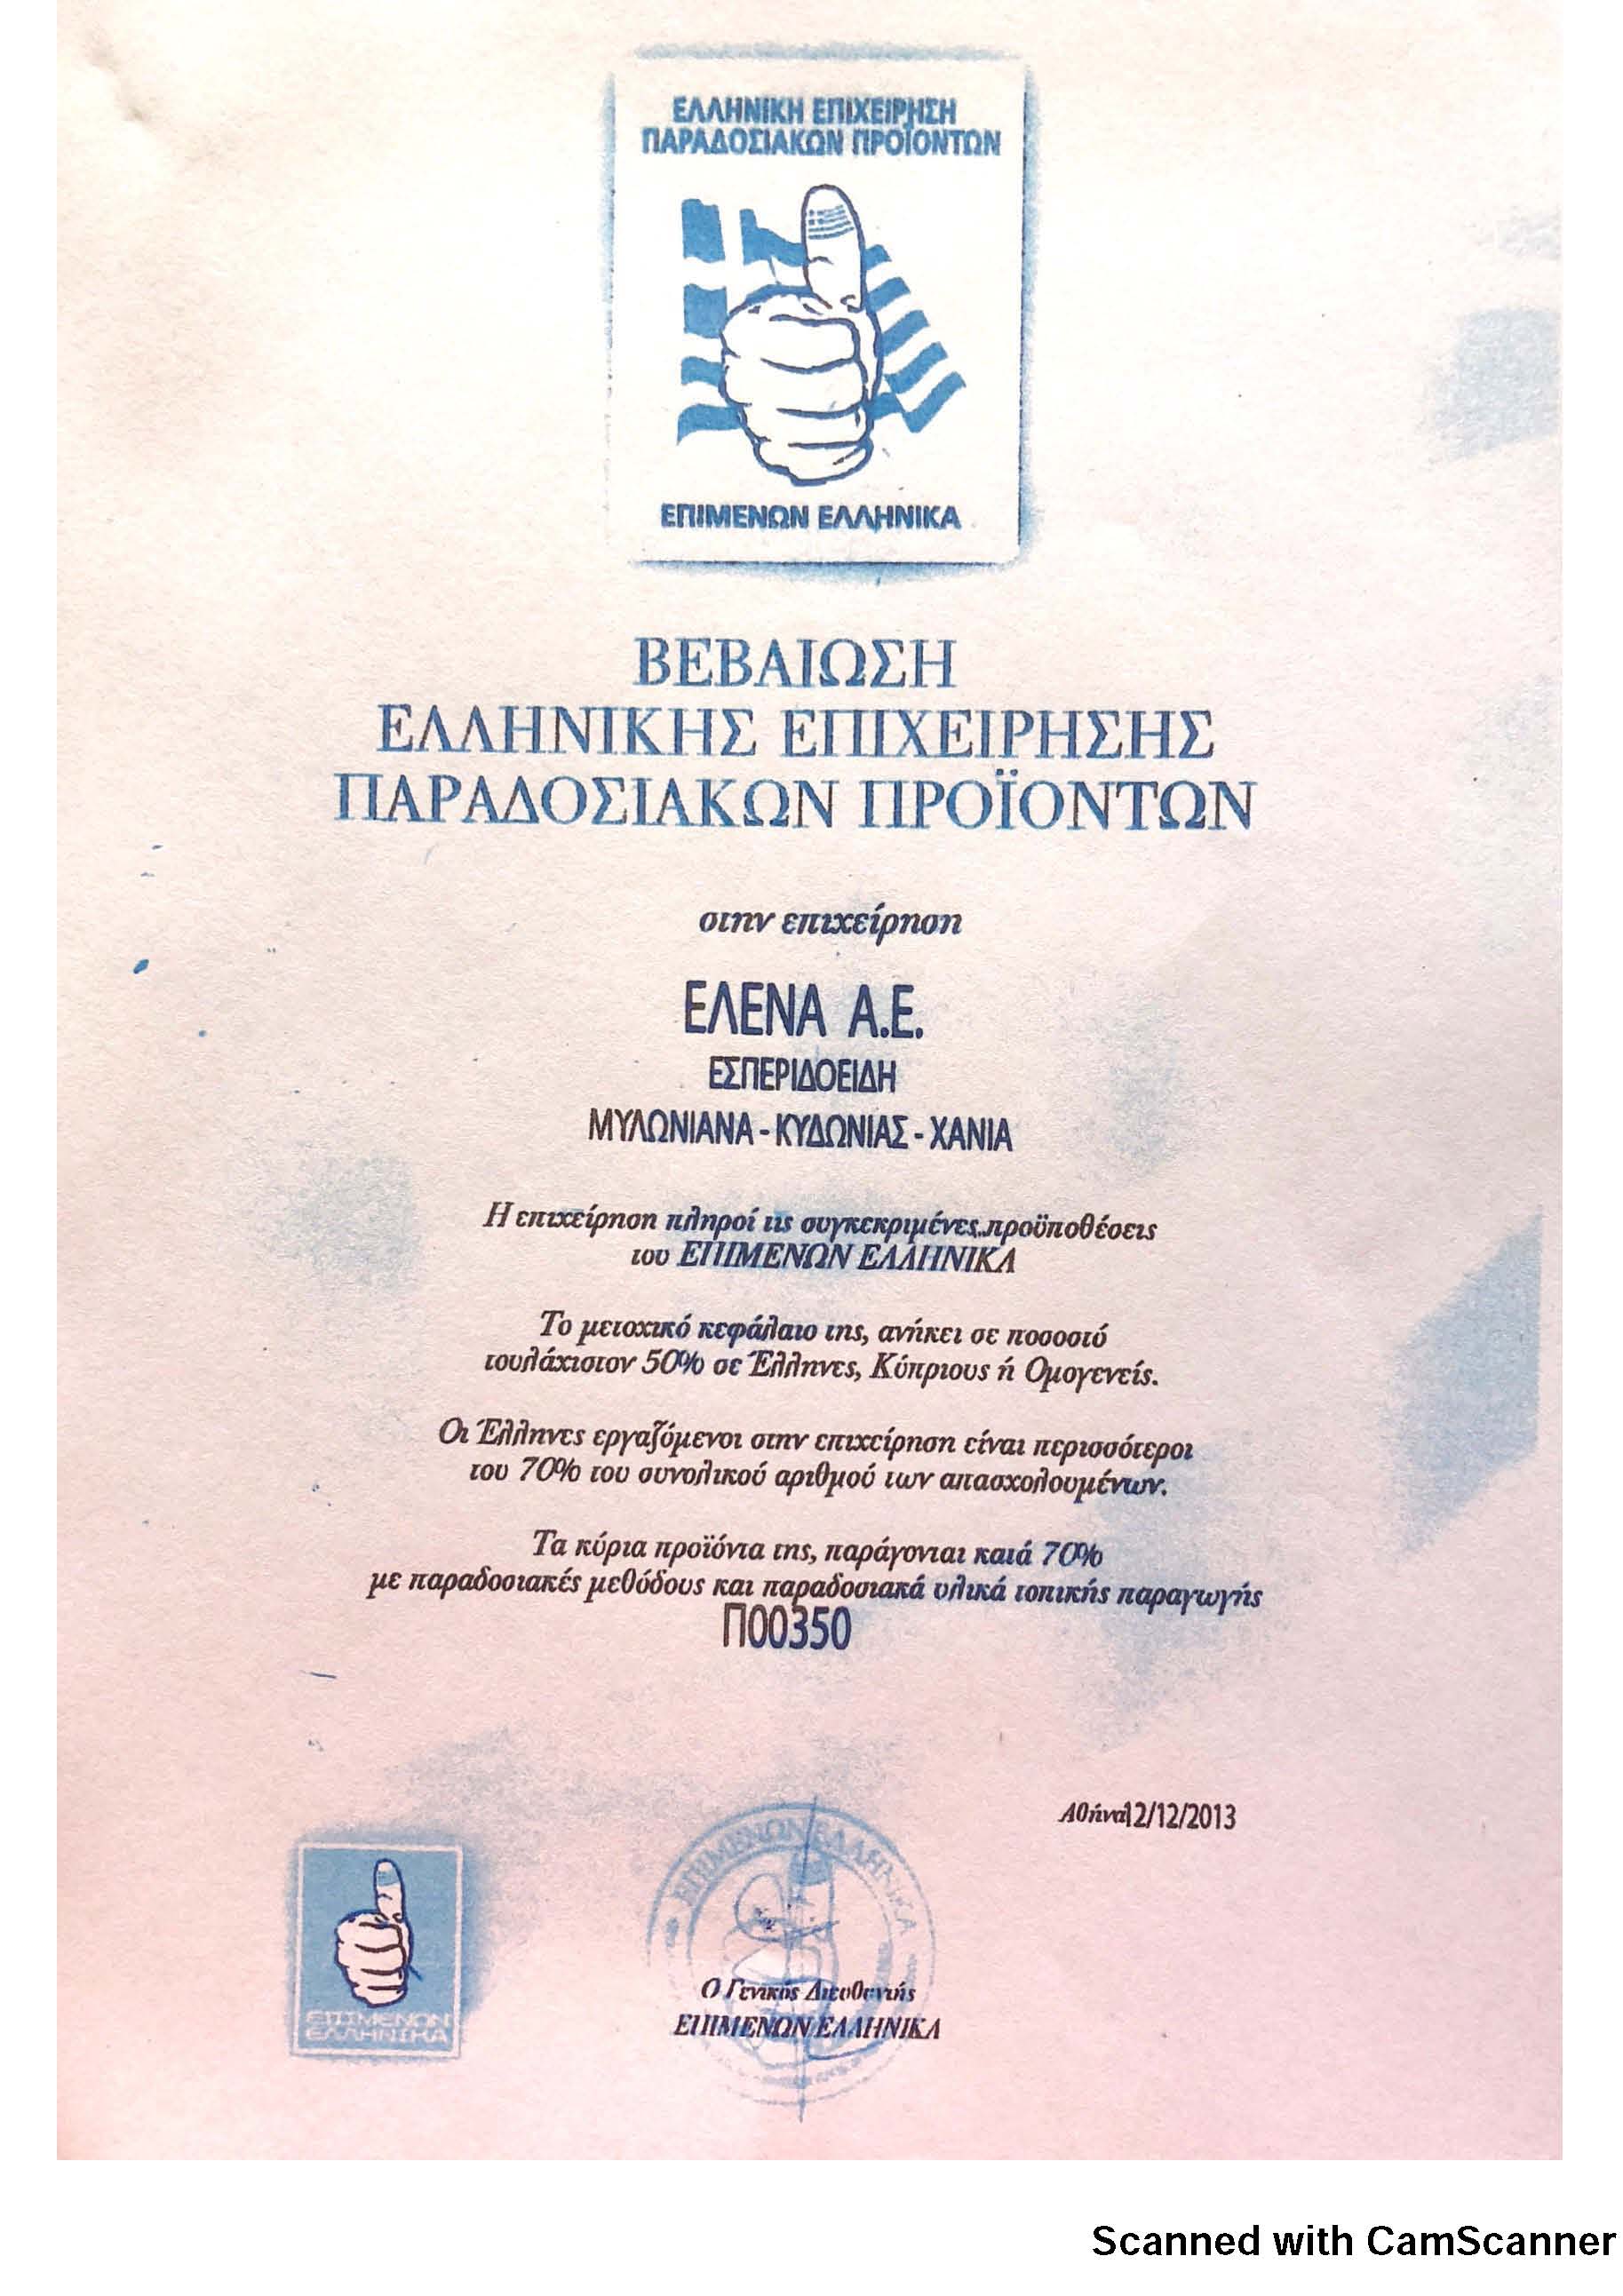 ΕΛΛΗΝΙΚΗ ΕΠΙΧΕΙΡΗΣΗ
ΠΑΡΑΔΟΣΙΑΚΩΝ ΠΡΟΪΟΝΤΩΝ
ΕΠΙΜΕΝΩΝ ΕΛΛΗΝΙΚΑ
ΒΕΒΑΙΩΣΗ
ΕΛΛΗΝΙΚΗΣ ΕΠΙΧΕΙΡΗΣΗΣ
ΠΑΡΑΔΟΣΙΑΚΩΝ ΠΡΟΪΟΝΤΩΝ
στην επιχείρηση
ΕΛΕΝΑ Α.Ε.
ΕΣΠΕΡΙΔΟΕΙΔΗ
ΜΥΛΩΝΙΑΝΑ - ΚΥΔΩΝΙΑΣ - ΧΑΝΙΑ
Η επιχείρηση πληροί τις συγκεκριμένες προϋποθέσεις
του ΕΠΙΜΕΝΩΝ ΕΛΛΗΝΙΚΑ
Το μετοχικό κεφάλαιο της, ανήκει σε ποσοστό
τουλάχιστον 50% σε Έλληνες, Κύπριους ή Ομογενείς.
Οι Έλληνες εργαζόμενοι στην επιχείρηση είναι περισσότεροι
του 70% του συνολικού αριθμού των απασχολουμένων.
Τα κύρια προϊόντα της, παράγονται κατά 70%
με παραδοσιακές μεθόδους και παραδοσιακά υλικά τοπικής παραγωγής
Π00350
Αθήνα 12/12/2013
ΕΠΙΜΕΝΩΝ ΕΛΛΗΝΙΚΑ
Ο Γενικός Διευθυντής
ΕΠΙΜΕΝΩΝ ΕΛΛΗΝΙΚΑ
ΕΠΙΜΕΝΩΝ
ΕΛΛΗΝΙΚΑ
Scanned with CamScanner